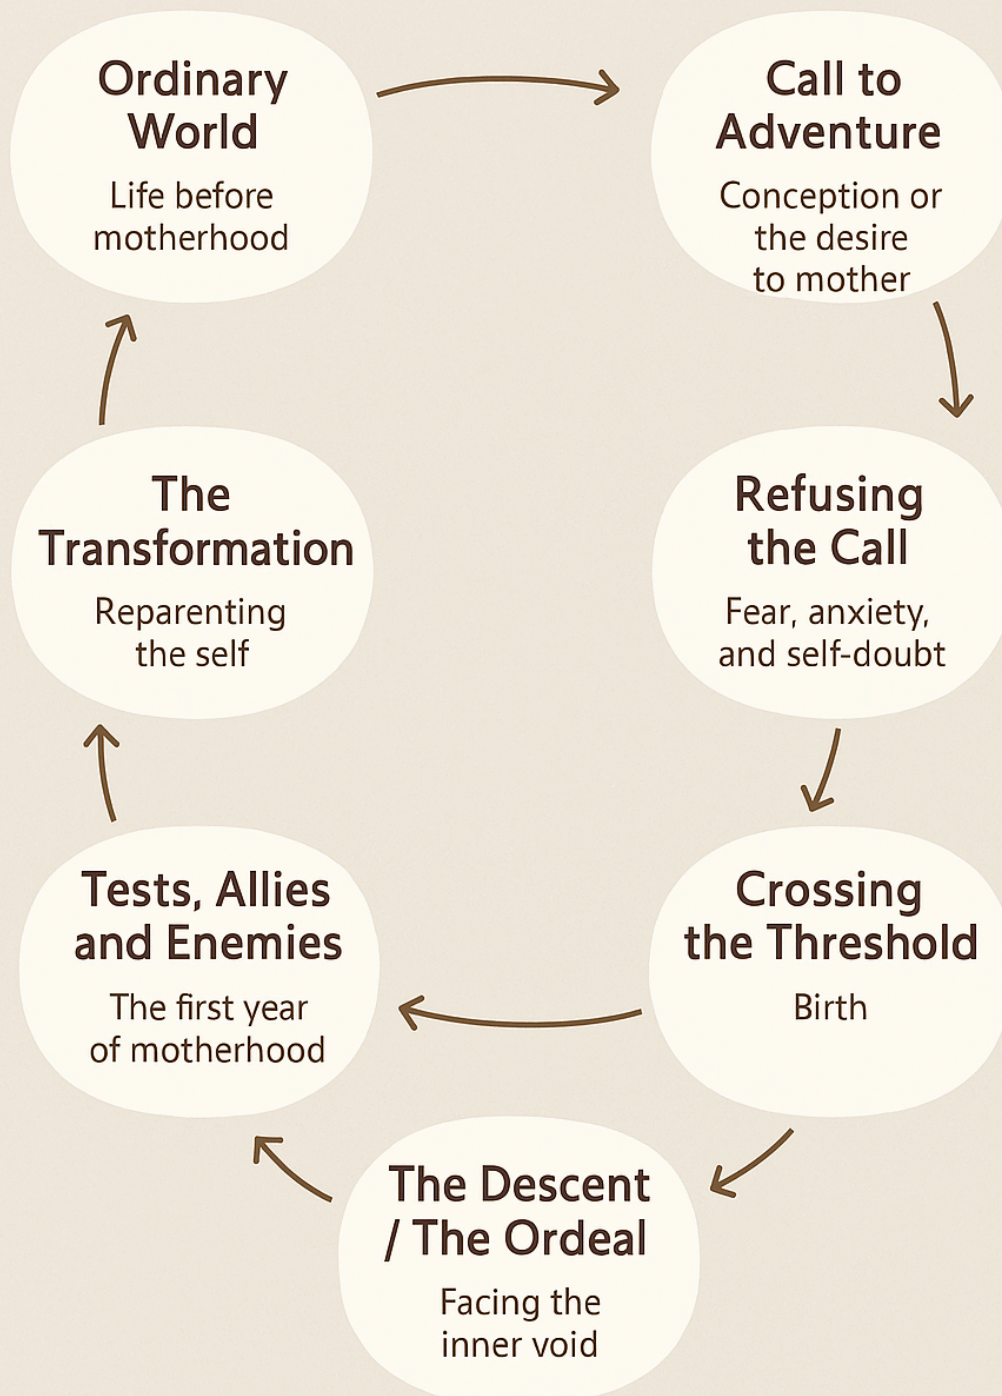 Ordinary
World
Life before
motherhood
Call to
Adventure
Conception or
the desire
to mother
Refusing
the Call
Fear, anxiety,
and self-doubt
Crossing
the Threshold
Birth
The Descent
/ The Ordeal
Facing the
inner void
Tests, Allies
and Enemies
The first year
of motherhood
The
Transformation
Reparenting
the self